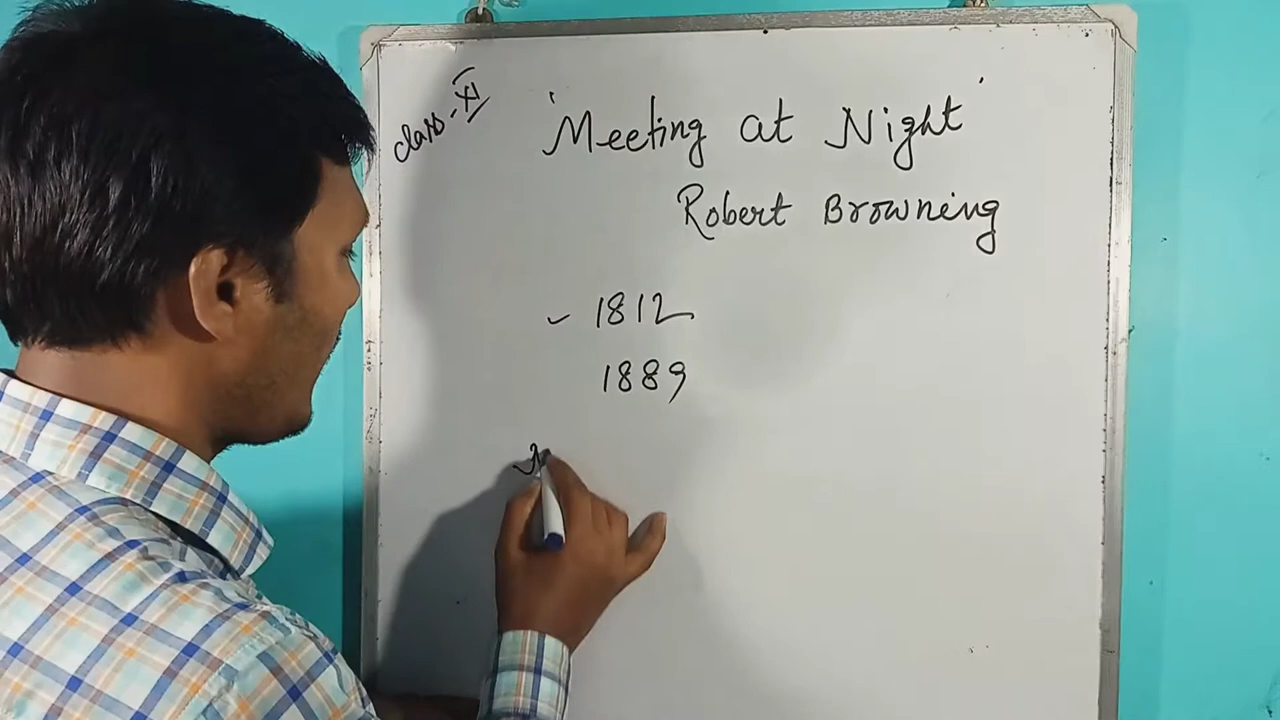 Class-XI
'Meeting at Night'
Robert Browning
1812
1889